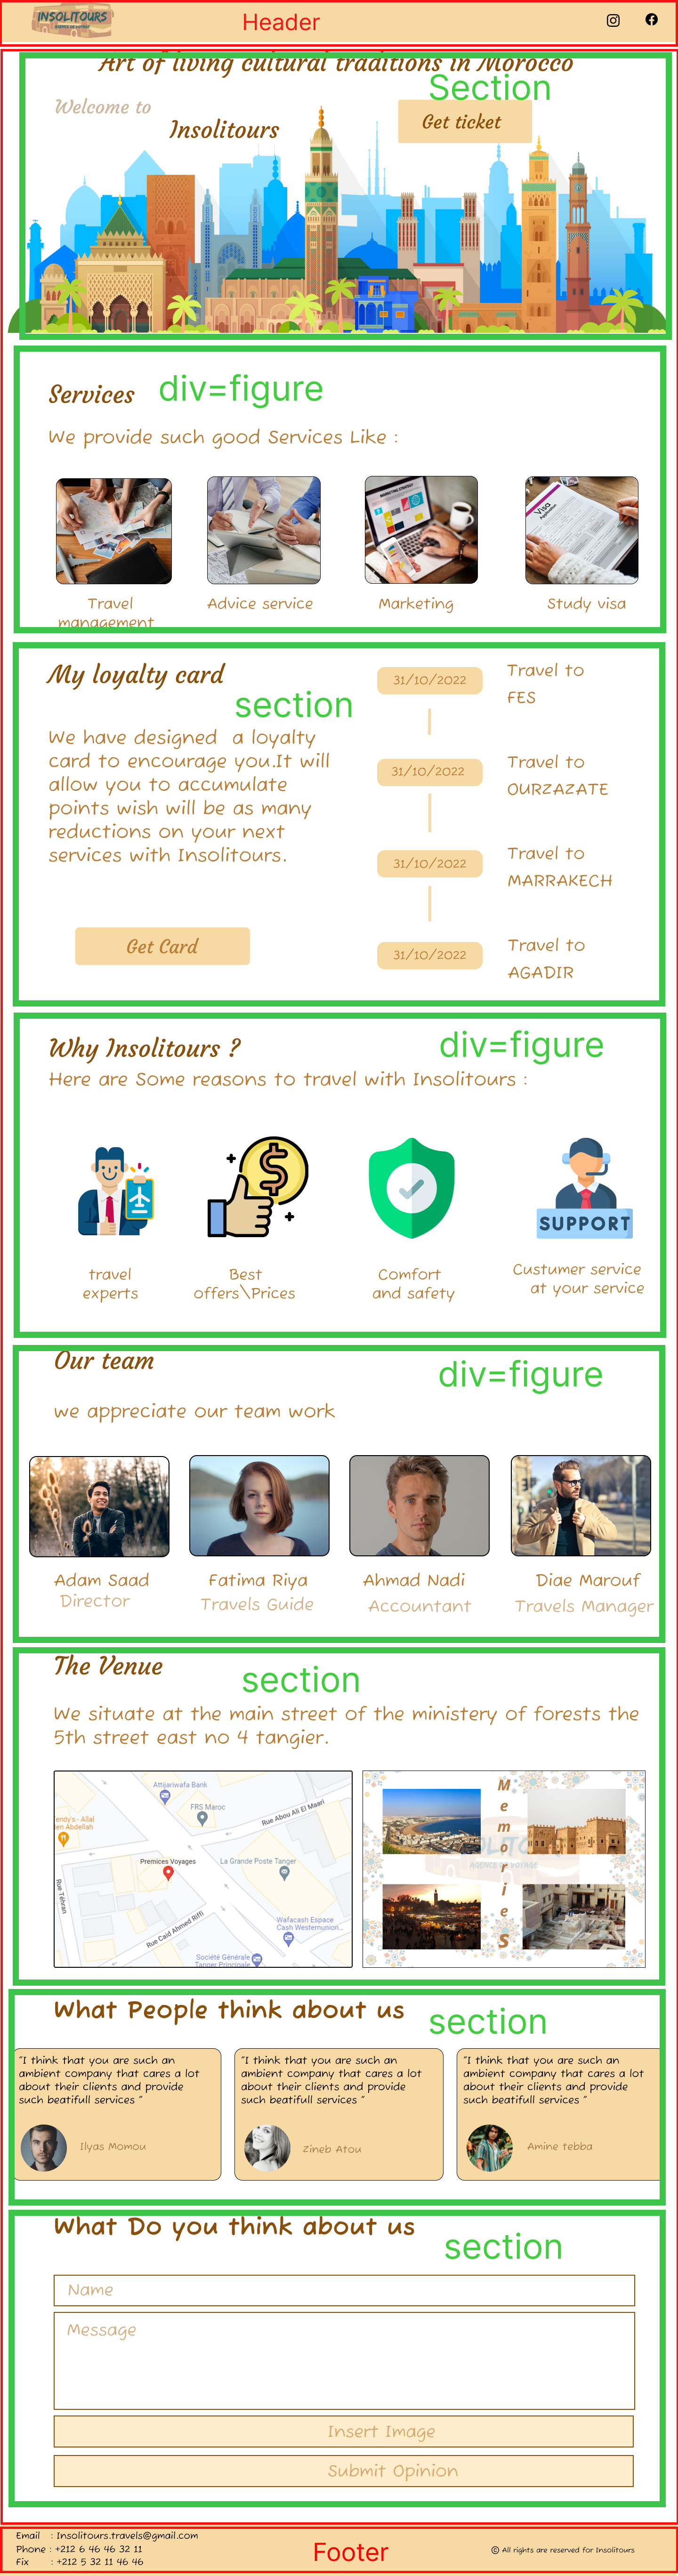 INSOLITOURS
AGENCE DE VOYAGE
Header
Art of living cultural traditions in Morocco
Section
Welcome to
Insolitours
Get ticket
Services
div=figure
We provide such good Services Like :
Visa
Application
Travel
management
Advice service
Marketing
Study visa
My loyalty card
section
We have designed a loyalty
card to encourage you.It will
allow you to accumulate
points wish will be as many
reductions on your next
services with Insolitours.
Get Card
31/10/2022
Travel to
FES
31/10/2022
Travel to
OURZAZATE
31/10/2022
Travel to
MARRAKECH
31/10/2022
Travel to
AGADIR
Why Insolitours ?
div=figure
Here are Some reasons to travel with Insolitours :
SUPPORT
travel
experts
Best
offers\Prices
Comfort
and safety
Custumer service
at your service
Our team
div=figure
we appreciate our team work
Adam Saad
Director
Fatima Riya
Travels Guide
Ahmad Nadi
Accountant
Diae Marouf
Travels Manager
The Venue
section
We situate at the main street of the ministery of forests the
5th street east no 4 tangier.
Attijariwafa Bank
FRS Maroc
Rue Abou Ali El Maari
endy's - Allal
en Abdellah
Premices Voyages
La Grande Poste Tanger
Rue Téhran
Rue Caid Ahmed Riffi
Wafacash Espace
Cash Westernunion...
Société Générale
Tanger Principale
Memories
AGENCE DE VOYAGE
What People think about us
section
"I think that you are such an
ambient company that cares a lot
about their clients and provide
such beatifull services "
Ilyas Momou
"I think that you are such an
ambient company that cares a lot
about their clients and provide
such beatifull services "
Zineb Atou
"I think that you are such an
ambient company that cares a lot
about their clients and provide
such beatifull services "
Amine tebba
What Do you think about us
section
Name
Message
Insert Image
Submit Opinion
Email : Insolitours.travels@gmail.com
Phone : +212 6 46 46 32 11
Fix : +212 5 32 11 46 46
Footer
© All rights are reserved for Insolitours